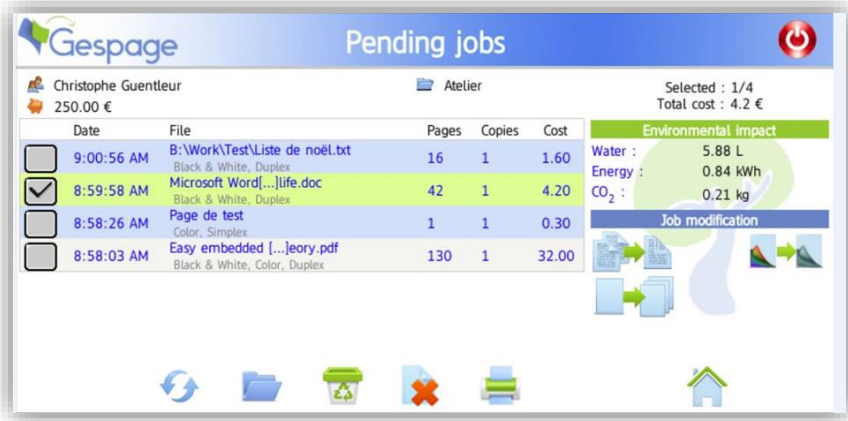 Gespage
Pending jobs
Christophe Guentleur
Atelier
250.00 €
Selected : 1/4
Total cost : 4.2 €
Date File Pages Copies Cost
9:00:56 AM B:\Work\Test\Liste de noël.txt 16 1 1.60
Black & White, Duplex
8:59:58 AM Microsoft Word[...]life.doc 42 1 4.20
Black & White, Duplex
8:58:26 AM Page de test 1 1 0.30
Color, Simplex
8:58:03 AM Easy embedded [...]eory.pdf 130 1 32.00
Black & White, Color, Duplex
Environmental impact
Water : 5.88 L
Energy : 0.84 kWh
CO₂ : 0.21 kg
Job modification